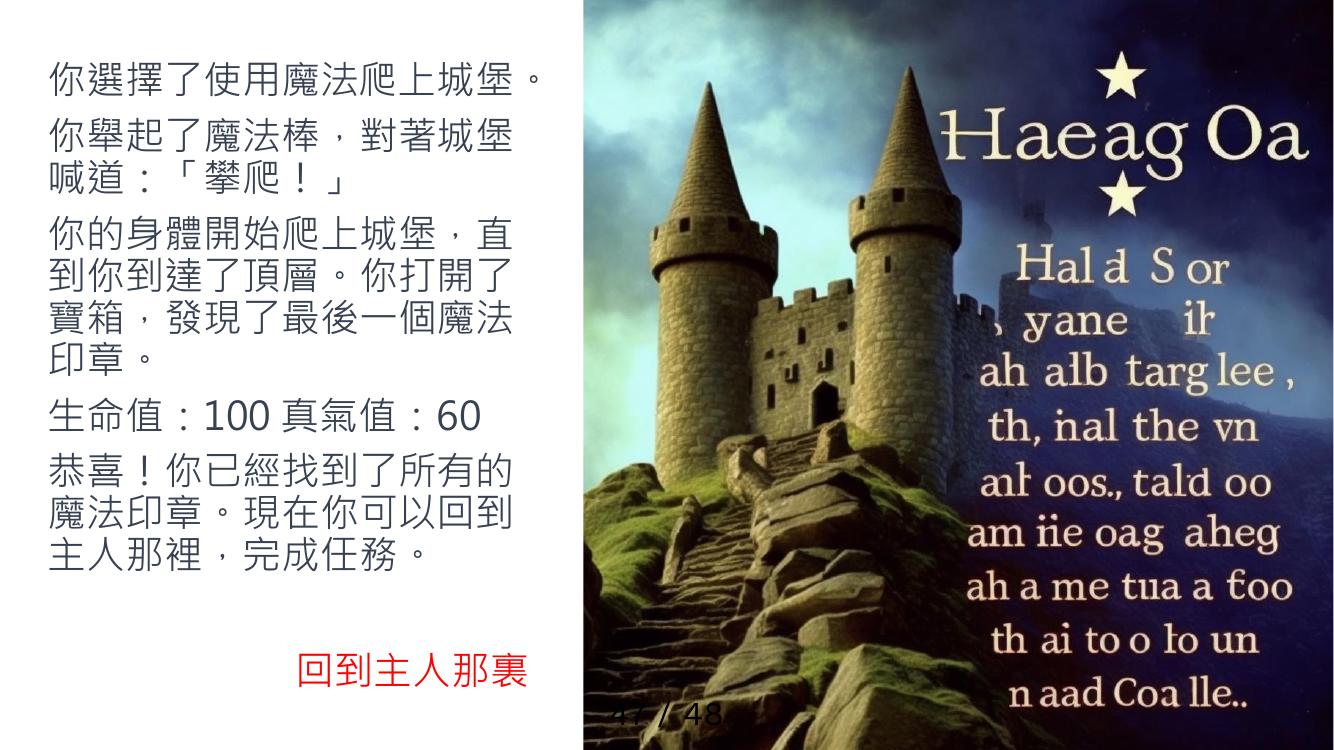 你選擇了使用魔法爬上城堡。
你舉起了魔法棒，對著城堡
喊道：「攀爬！」
你的身體開始爬上城堡，直
到你到達了頂層。你打開了
寶箱，發現了最後一個魔法
印章。
生命值：100 真氣值：60
恭喜！你已經找到了所有的
魔法印章。現在你可以回到
主人那裡，完成任務。
回到主人那裏
Haeag Oa
Hal d S or
, yane ih
ah alb targ lee ,
th, inal the vn
ah oos., tal'd oo
am iie oag aheg
ah a me tua a foo
th ai to o lo un
n aad Coa lle..
47 / 48